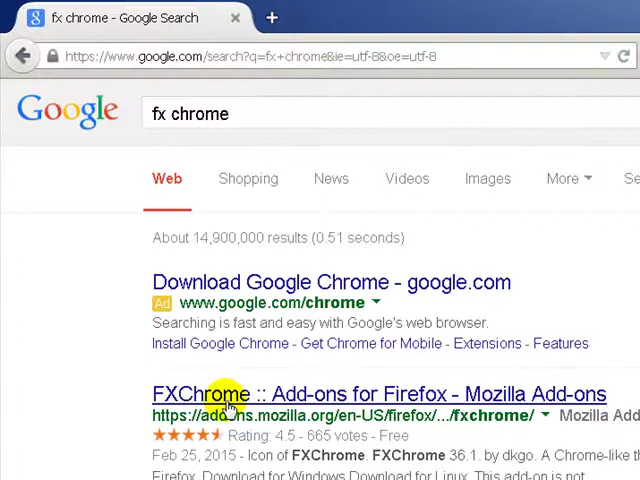 fx chrome - Google Search
https://www.google.com/search?q=fx+chrome&ie=utf-8&oe=utf-8
Google
fx chrome
Web Shopping News Videos Images More Se
About 14,900,000 results (0.51 seconds)
Download Google Chrome - google.com
Ad www.google.com/chrome
Searching is fast and easy with Google's web browser.
Install Google Chrome - Get Chrome for Mobile - Extensions - Features
FXChrome :: Add-ons for Firefox - Mozilla Add-ons
https://addons.mozilla.org/en-US/firefox/.../fxchrome/ Mozilla Add
Rating: 4.5 - 665 votes - Free
Feb 25, 2015 - Icon of FXChrome. FXChrome 36.1. by dkgo. A Chrome-like the
Firefox. Download for Windows Download for Linux. This add-on is not